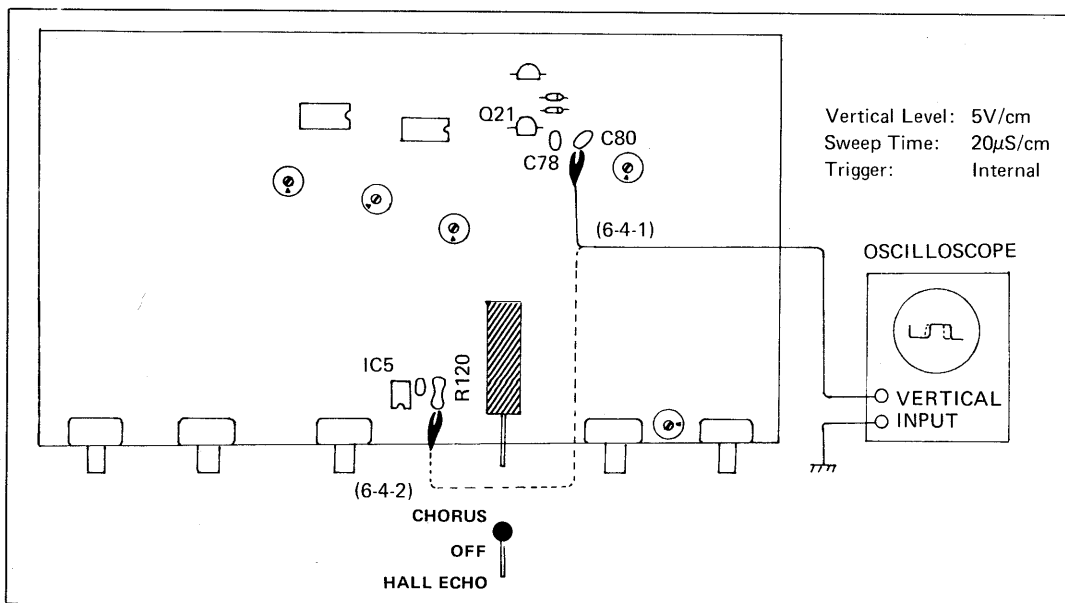 Q21
C78
C80
Vertical Level: 5V/cm
Sweep Time: 20µS/cm
Trigger: Internal
(6-4-1)
OSCILLOSCOPE
IC5
R120
VERTICAL
INPUT
(6-4-2)
CHORUS
OFF
HALL ECHO